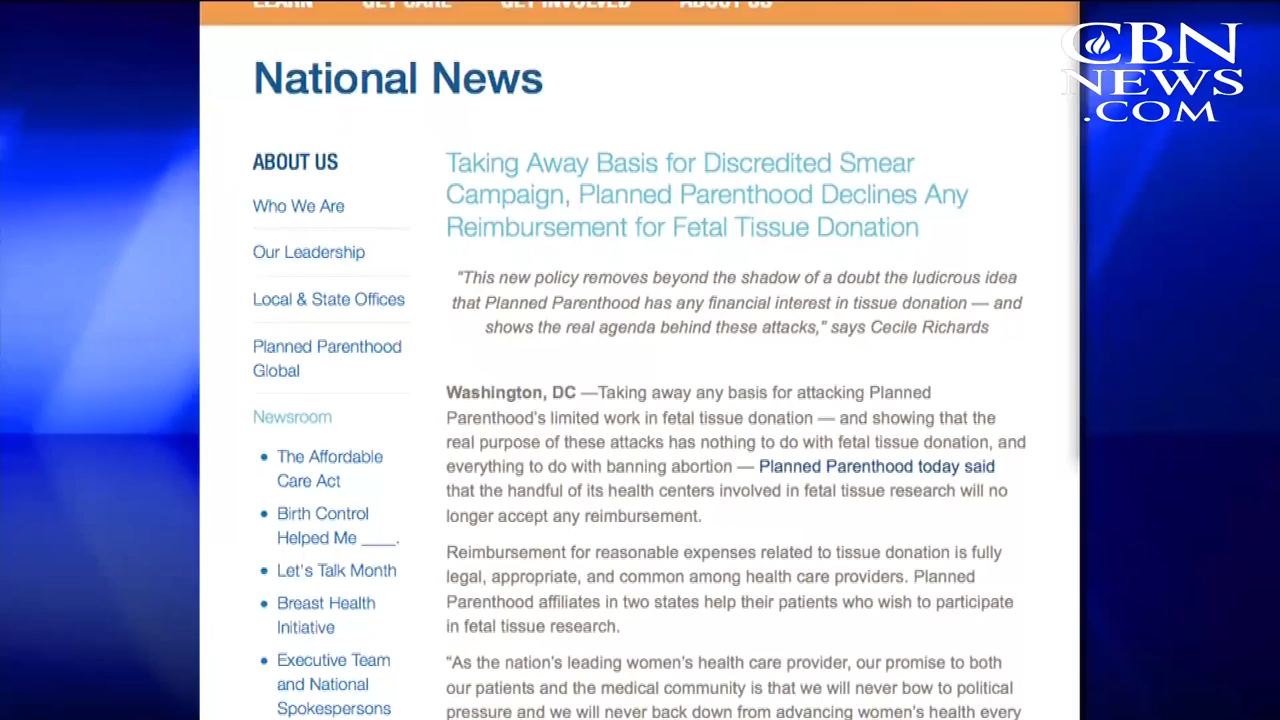 LEARN GET CARE GET INVOLVED ABOUT US
CBN
NEWS
.COM
National News
ABOUT US
Who We Are
Our Leadership
Local & State Offices
Planned Parenthood
Global
Newsroom
• The Affordable
Care Act
• Birth Control
Helped Me ____.
• Let's Talk Month
• Breast Health
Initiative
• Executive Team
and National
Spokespersons
Taking Away Basis for Discredited Smear
Campaign, Planned Parenthood Declines Any
Reimbursement for Fetal Tissue Donation
"This new policy removes beyond the shadow of a doubt the ludicrous idea
that Planned Parenthood has any financial interest in tissue donation — and
shows the real agenda behind these attacks," says Cecile Richards
Washington, DC —Taking away any basis for attacking Planned
Parenthood's limited work in fetal tissue donation — and showing that the
real purpose of these attacks has nothing to do with fetal tissue donation, and
everything to do with banning abortion — Planned Parenthood today said
that the handful of its health centers involved in fetal tissue research will no
longer accept any reimbursement.
Reimbursement for reasonable expenses related to tissue donation is fully
legal, appropriate, and common among health care providers. Planned
Parenthood affiliates in two states help their patients who wish to participate
in fetal tissue research.
"As the nation's leading women's health care provider, our promise to both
our patients and the medical community is that we will never bow to political
pressure and we will never back down from advancing women's health every